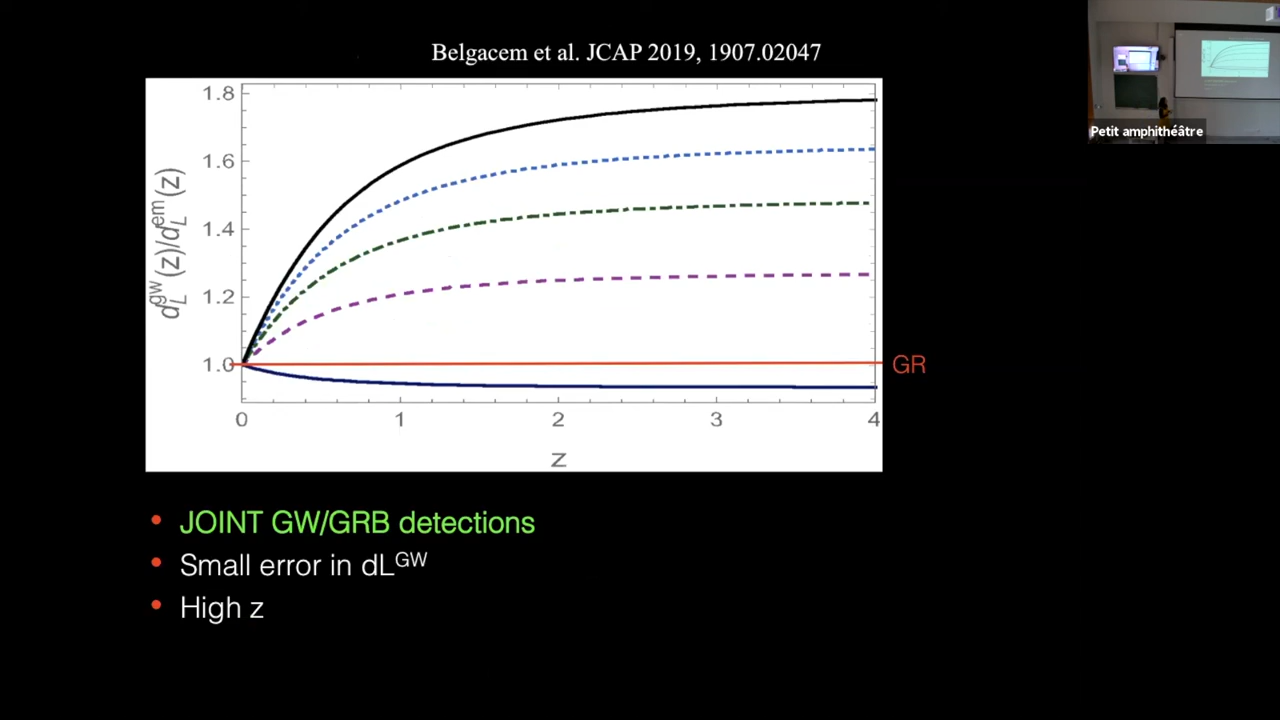 Belgacem et al. JCAP 2019, 1907.02047
Petit amphithéâtre
1.8
1.6
1.4
1.2
1.0
d_L^gw(z)/d_L^em(z)
GR
0 1 2 3 4
z
• JOINT GW/GRB detections
• Small error in dL^GW
• High z